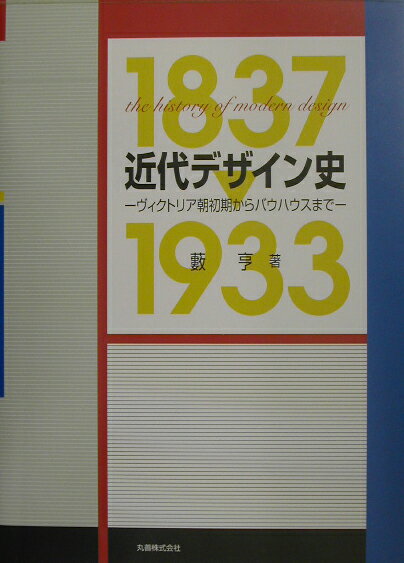 1837
the history of modern design
近代デザイン史
―ヴィクトリア朝初期からバウハウスまで―
1933
藪 亨 著
丸善株式会社